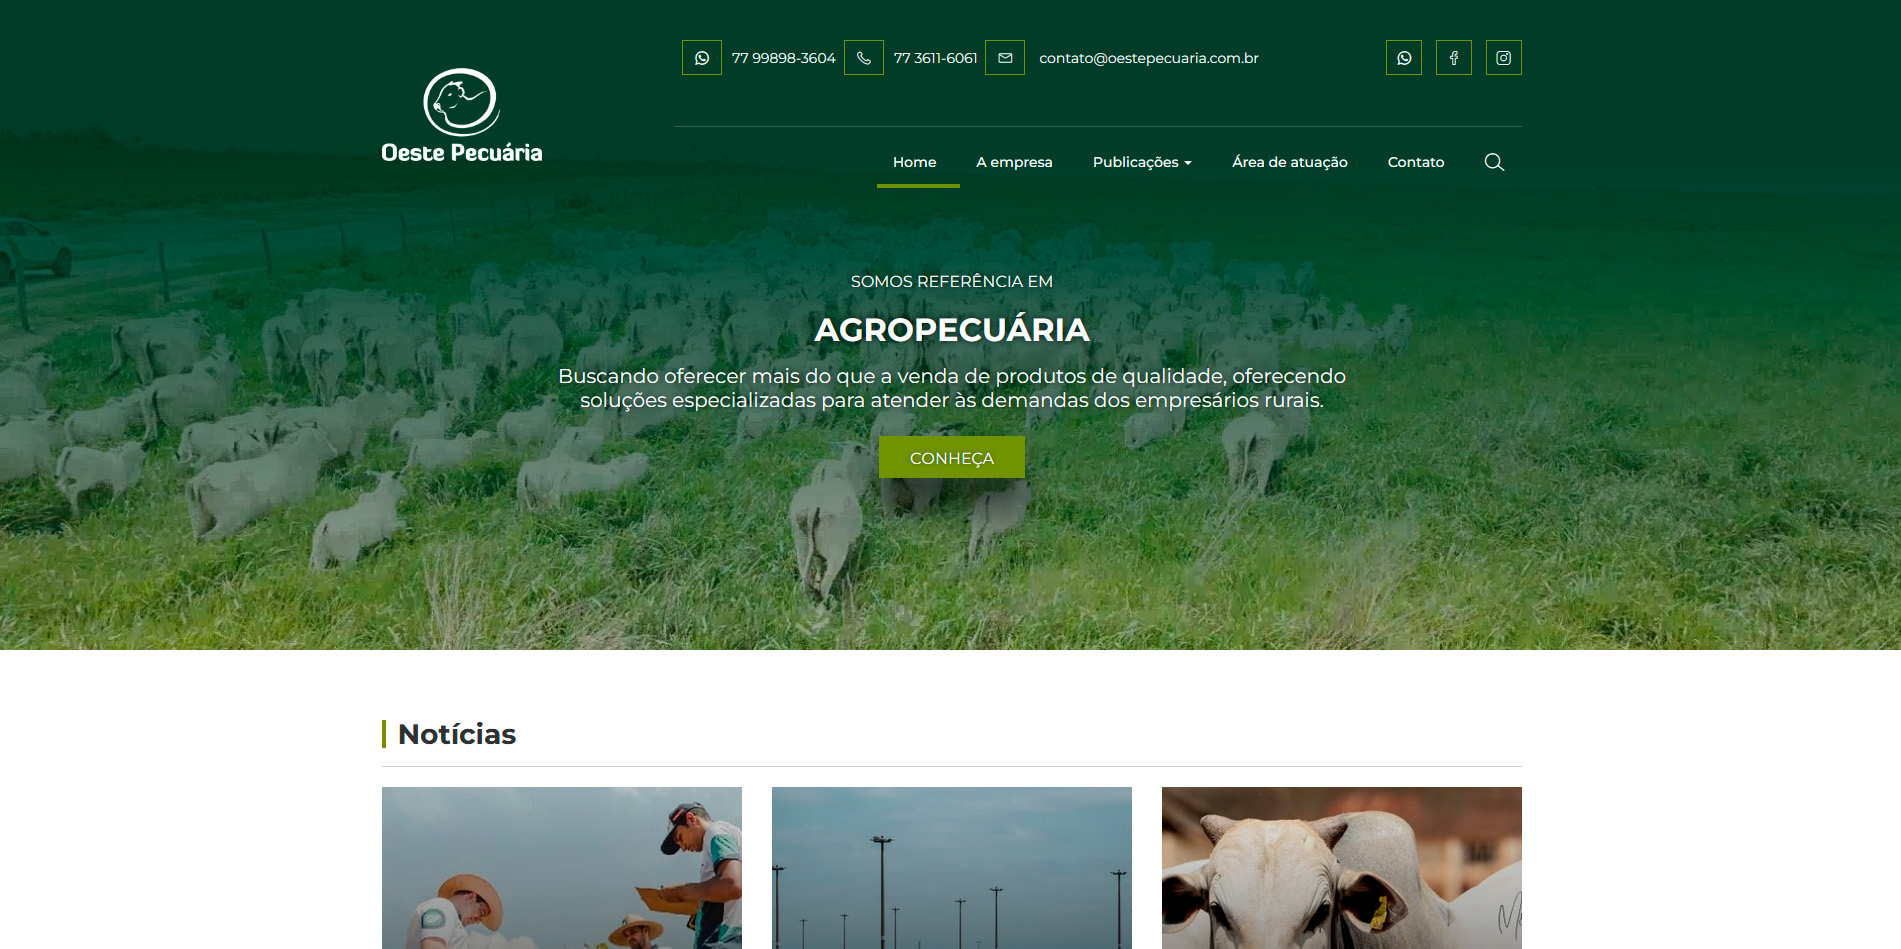 77 99898-3604
77 3611-6061
contato@oestepecuaria.com.br
Oeste Pecuária
Home
A empresa
Publicações
Área de atuação
Contato
SOMOS REFERÊNCIA EM
AGROPECUÁRIA
Buscando oferecer mais do que a venda de produtos de qualidade, oferecendo
soluções especializadas para atender às demandas dos empresários rurais.
CONHEÇA
Notícias